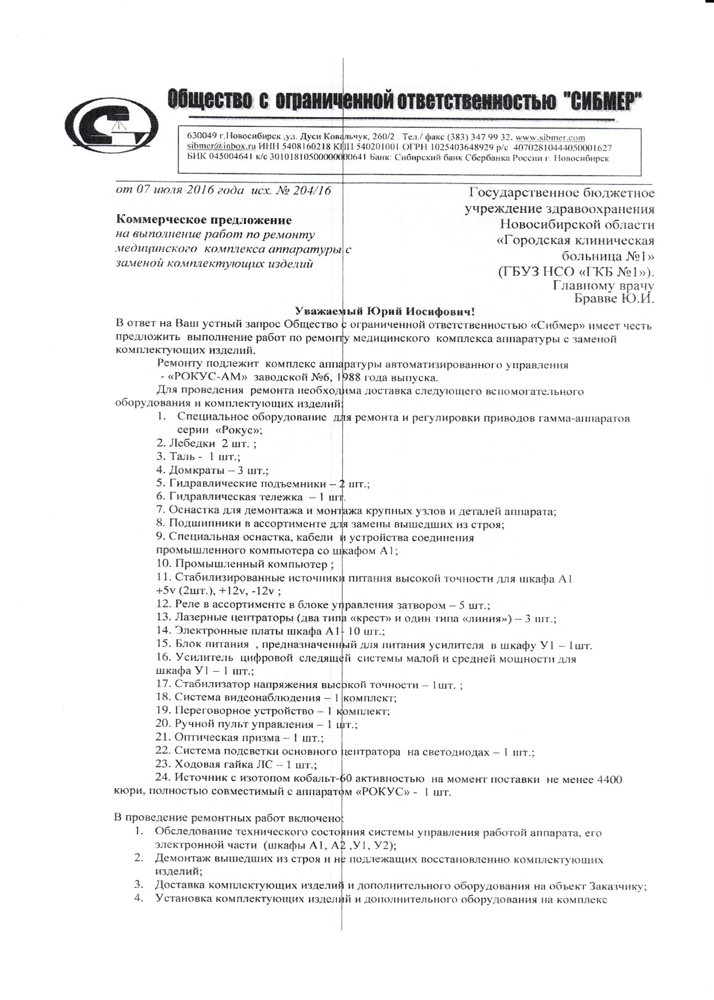 Общество с ограниченной ответственностью "СИБМЕР"
630049 г.Новосибирск ,ул. Дуси Ковальчук, 260/2 . Тел./ факс (383) 347 99 32. www.sibmer.com
sibmer@inbox.ru ИНН 5408160218 КПП 540201001 ОГРН 1025403648929 р/с 40702810444050001627
БИК 045004641 к/с 30101810500000000641 Банк: Сибирский банк Сбербанка России г. Новосибирск
от 07 июля 2016 года исх. № 204/16
Коммерческое предложение
на выполнение работ по ремонту
медицинского комплекса аппаратуры с
заменой комплектующих изделий
Государственное бюджетное
учреждение здравоохранения
Новосибирской области
«Городская клиническая
больница №1»
(ГБУЗ НСО «ГКБ №1»).
Главному врачу
Бравве Ю.И.
Уважаемый Юрий Иосифович!
В ответ на Ваш устный запрос Общество с ограниченной ответственностью «Сибмер» имеет честь
предложить выполнение работ по ремонту медицинского комплекса аппаратуры с заменой
комплектующих изделий.
Ремонту подлежит комплекс аппаратуры автоматизированного управления
- «РОКУС-АМ» заводской №6, 1988 года выпуска.
Для проведения ремонта необходима доставка следующего вспомогательного
оборудования и комплектующих изделий:
1. Специальное оборудование для ремонта и регулировки приводов гамма-аппаратов
серии «Рокус»;
2. Лебедки 2 шт. ;
3. Таль - 1 шт.;
4. Домкраты – 3 шт.;
5. Гидравлические подъемники – 2 шт.;
6. Гидравлическая тележка – 1 шт.
7. Оснастка для демонтажа и монтажа крупных узлов и деталей аппарата;
8. Подшипники в ассортименте для замены вышедших из строя;
9. Специальная оснастка, кабели и устройства соединения
промышленного компьютера со шкафом А1;
10. Промышленный компьютер ;
11. Стабилизированные источники питания высокой точности для шкафа А1
+5v (2шт.), +12v, -12v ;
12. Реле в ассортименте в блоке управления затвором – 5 шт.;
13. Лазерные центраторы (два типа «крест» и один типа «линия») – 3 шт.;
14. Электронные платы шкафа А1- 10 шт.;
15. Блок питания , предназначенный для питания усилителя в шкафу У1 – 1шт.
16. Усилитель цифровой следящей системы малой и средней мощности для
шкафа У1 – 1 шт.;
17. Стабилизатор напряжения высокой точности – 1шт. ;
18. Система видеонаблюдения – 1 комплект;
19. Переговорное устройство – 1 комплект;
20. Ручной пульт управления – 1 шт.;
21. Оптическая призма – 1 шт.;
22. Система подсветки основного центратора на светодиодах – 1 шт.;
23. Ходовая гайка ЛС – 1 шт.;
24. Источник с изотопом кобальт-60 активностью на момент поставки не менее 4400
кюри, полностью совместимый с аппаратом «РОКУС» - 1 шт.
В проведение ремонтных работ включено:
1. Обследование технического состояния системы управления работой аппарата, его
электронной части (шкафы А1, А2 ,У1, У2);
2. Демонтаж вышедших из строя и не подлежащих восстановлению комплектующих
изделий;
3. Доставка комплектующих изделий и дополнительного оборудования на объект Заказчику;
4. Установка комплектующих изделий и дополнительного оборудования на комплекс